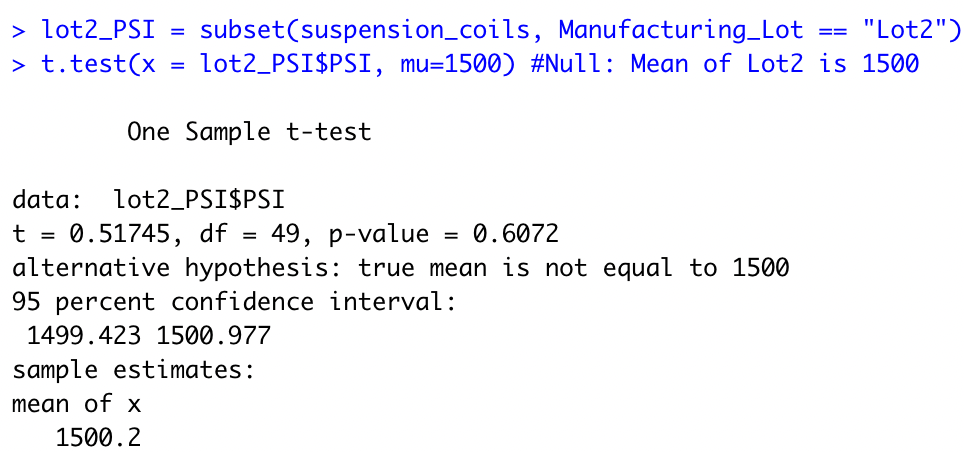 > lot2_PSI = subset(suspension_coils, Manufacturing_Lot == "Lot2")
> t.test(x = lot2_PSI$PSI, mu=1500) #Null: Mean of Lot2 is 1500
One Sample t-test
data:  lot2_PSI$PSI
t = 0.51745, df = 49, p-value = 0.6072
alternative hypothesis: true mean is not equal to 1500
95 percent confidence interval:
1499.423 1500.977
sample estimates:
mean of x
1500.2